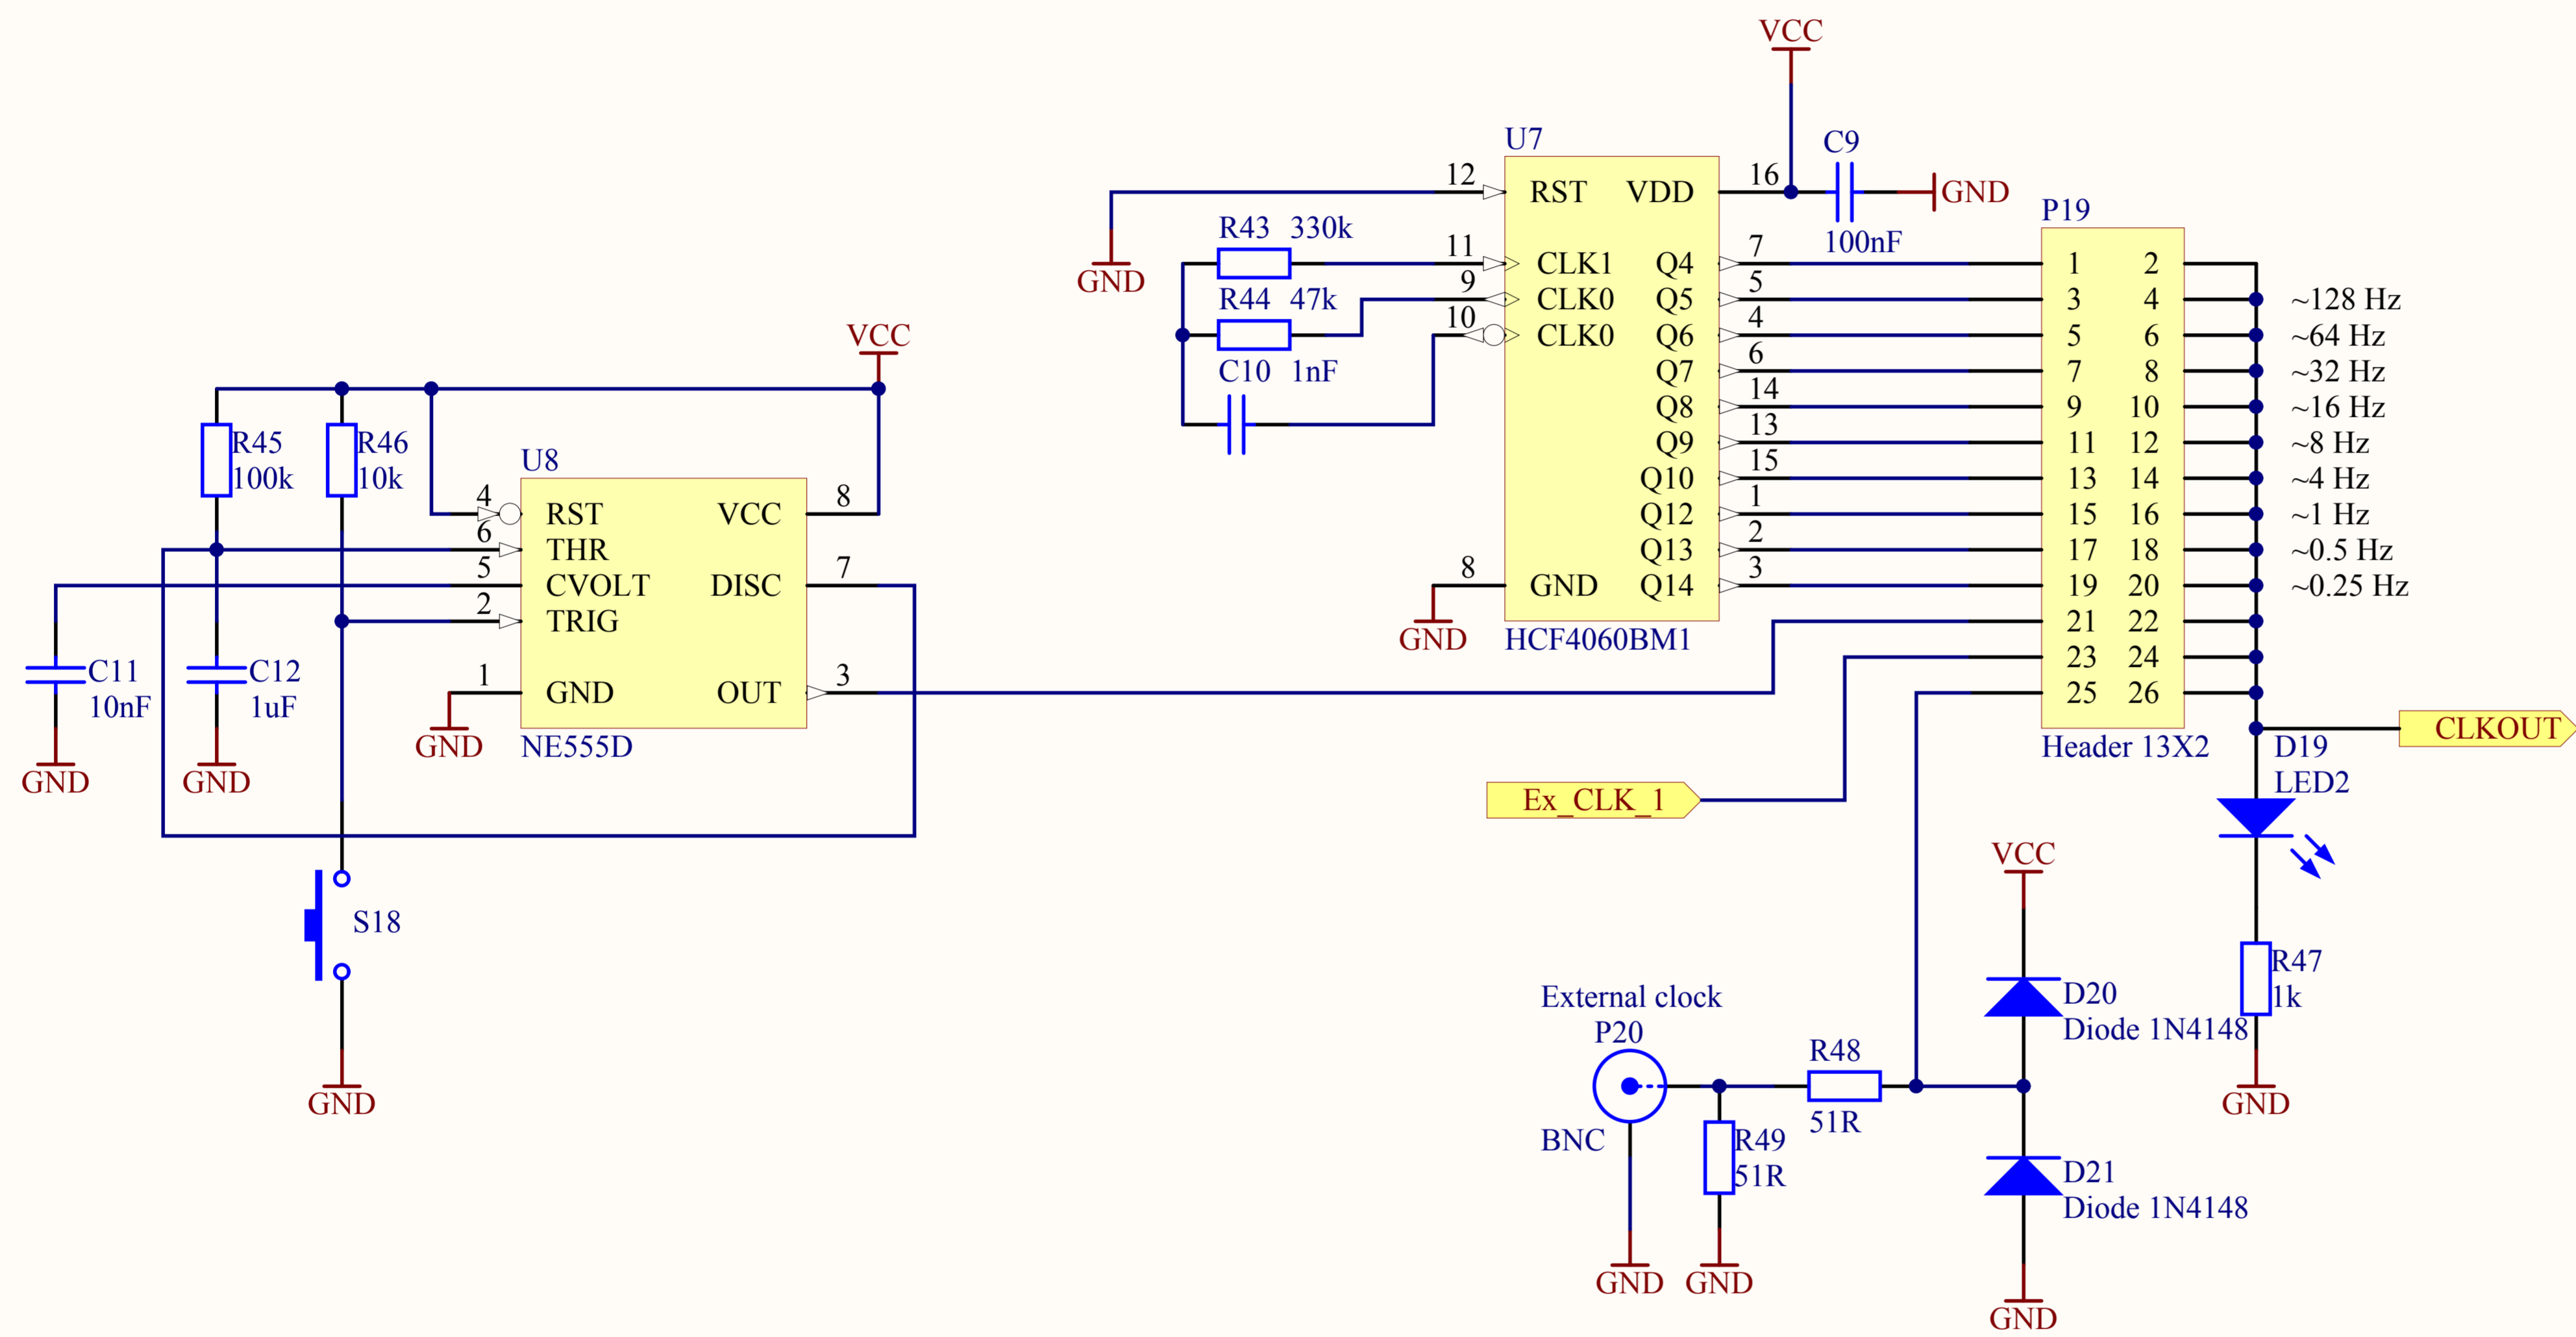 VCC
U7
C9
12
RST
VDD
16
GND
P19
R43 330k
11
CLK1
Q4
7
100nF
1
2
GND
9
R44 47k
CLK0
Q5
5
3
4
~128 Hz
10
CLK0
Q6
4
5
6
~64 Hz
C10 1nF
Q7
6
7
8
~32 Hz
Q8
14
9
10
~16 Hz
Q9
13
11
12
~8 Hz
Q10
15
13
14
~4 Hz
Q12
1
15
16
~1 Hz
Q13
2
17
18
~0.5 Hz
8
GND
Q14
3
19
20
~0.25 Hz
GND
HCF4060BM1
21
22
23
24
25
26
Header 13X2
CLKOUT
VCC
R45
100k
R46
10k
U8
4
RST
VCC
8
6
THR
5
CVOLT
DISC
7
2
TRIG
C11
10nF
C12
1uF
1
GND
OUT
3
GND
GND
GND
NE555D
S18
GND
Ex_CLK_1
D19
LED2
VCC
R47
1k
GND
External clock
P20
BNC
R48
51R
R49
51R
D20
Diode 1N4148
D21
Diode 1N4148
GND
GND
GND